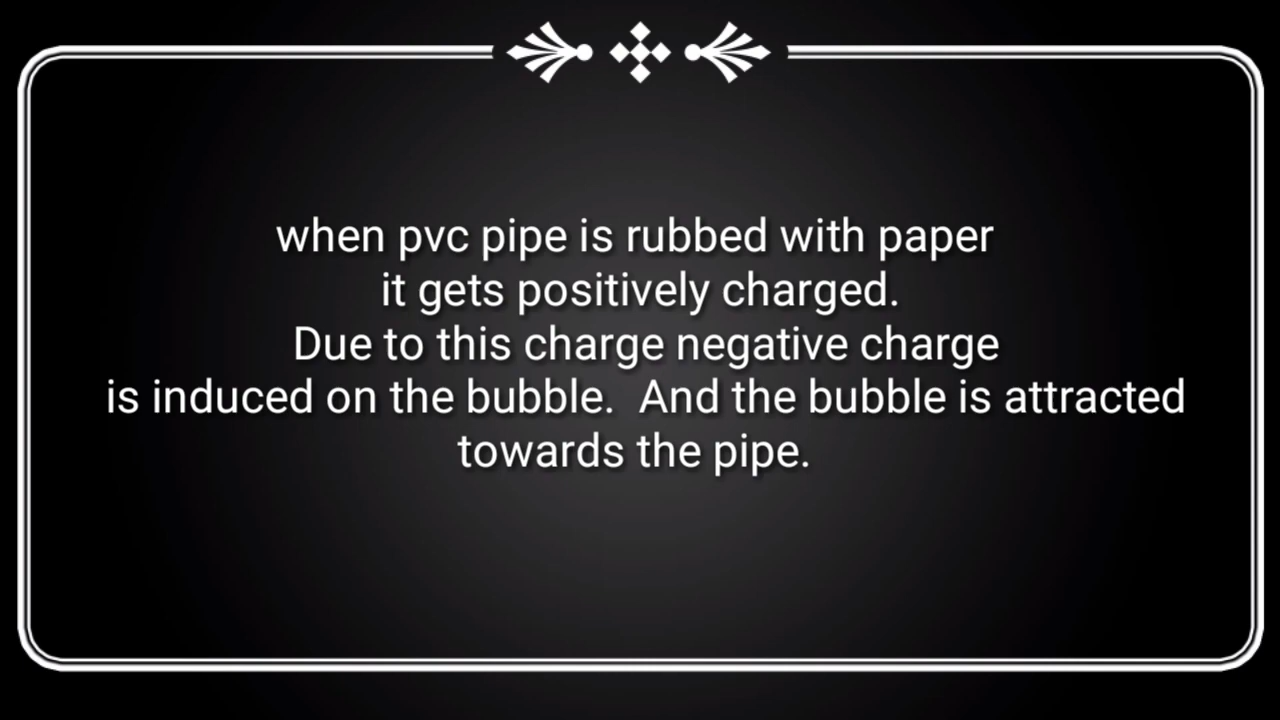 when pvc pipe is rubbed with paper
it gets positively charged.
Due to this charge negative charge
is induced on the bubble.  And the bubble is attracted
towards the pipe.